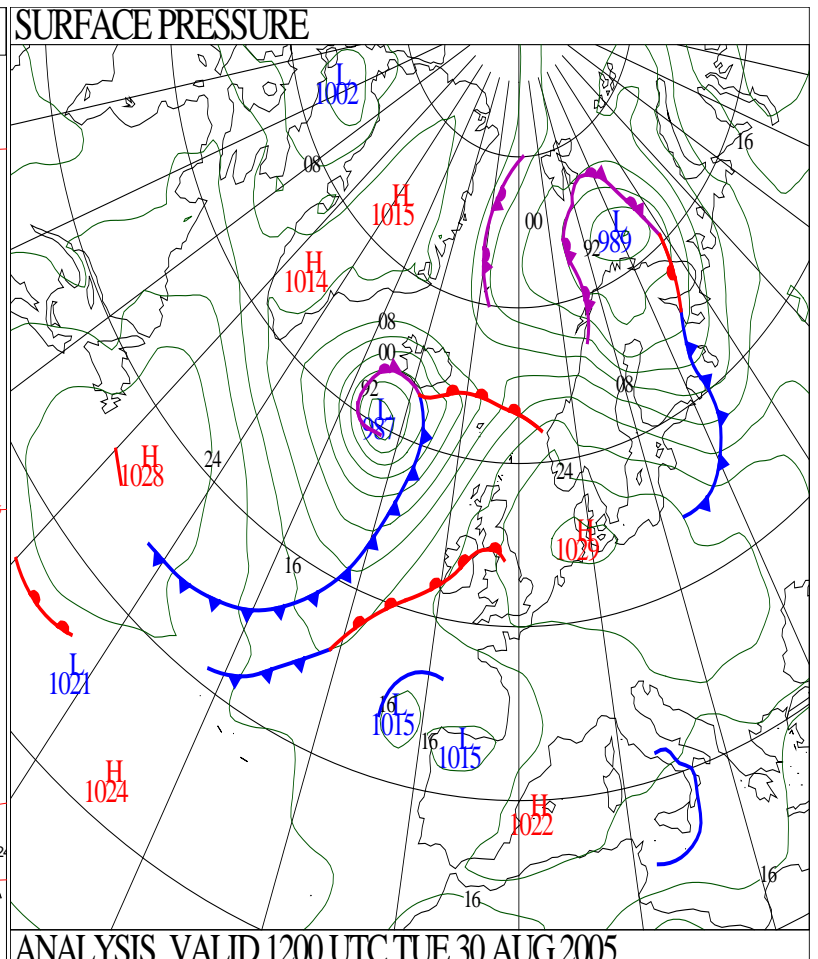 SURFACE PRESSURE
L
1002
16
08
H
1015
00
L
989
92
H
1014
08
00
92
L
987
08
H
1028
24
24
H
1029
16
L
1021
16
L
1015
16
L
1015
H
1024
H
1022
16
16
ANALYSIS VALID 1200 UTC TUE 30 AUG 2005